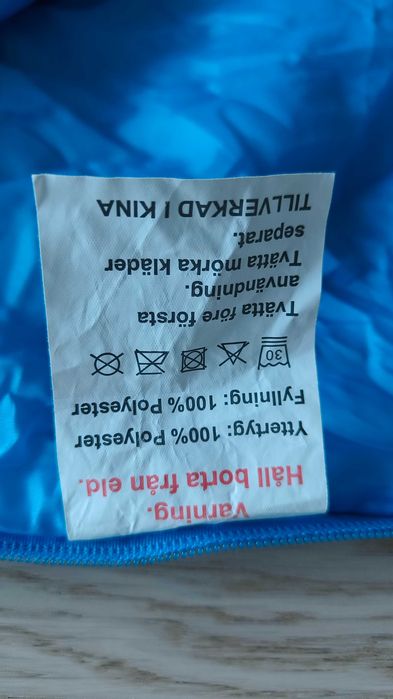 Varning.
Håll borta från eld.
Yttertyg: 100% Polyester
Fyllning: 100% Polyester
30
Tvätta före första
användning.
Tvätta mörka kläder
separat.
TILLVERKAD I KINA